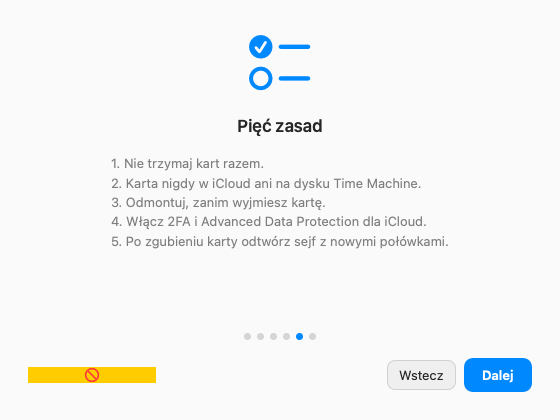 Pięć zasad
1. Nie trzymaj kart razem.
2. Karta nigdy w iCloud ani na dysku Time Machine.
3. Odmontuj, zanim wyjmiesz kartę.
4. Włącz 2FA i Advanced Data Protection dla iCloud.
5. Po zgubieniu karty odtwórz sejf z nowymi połówkami.
Wstecz
Dalej